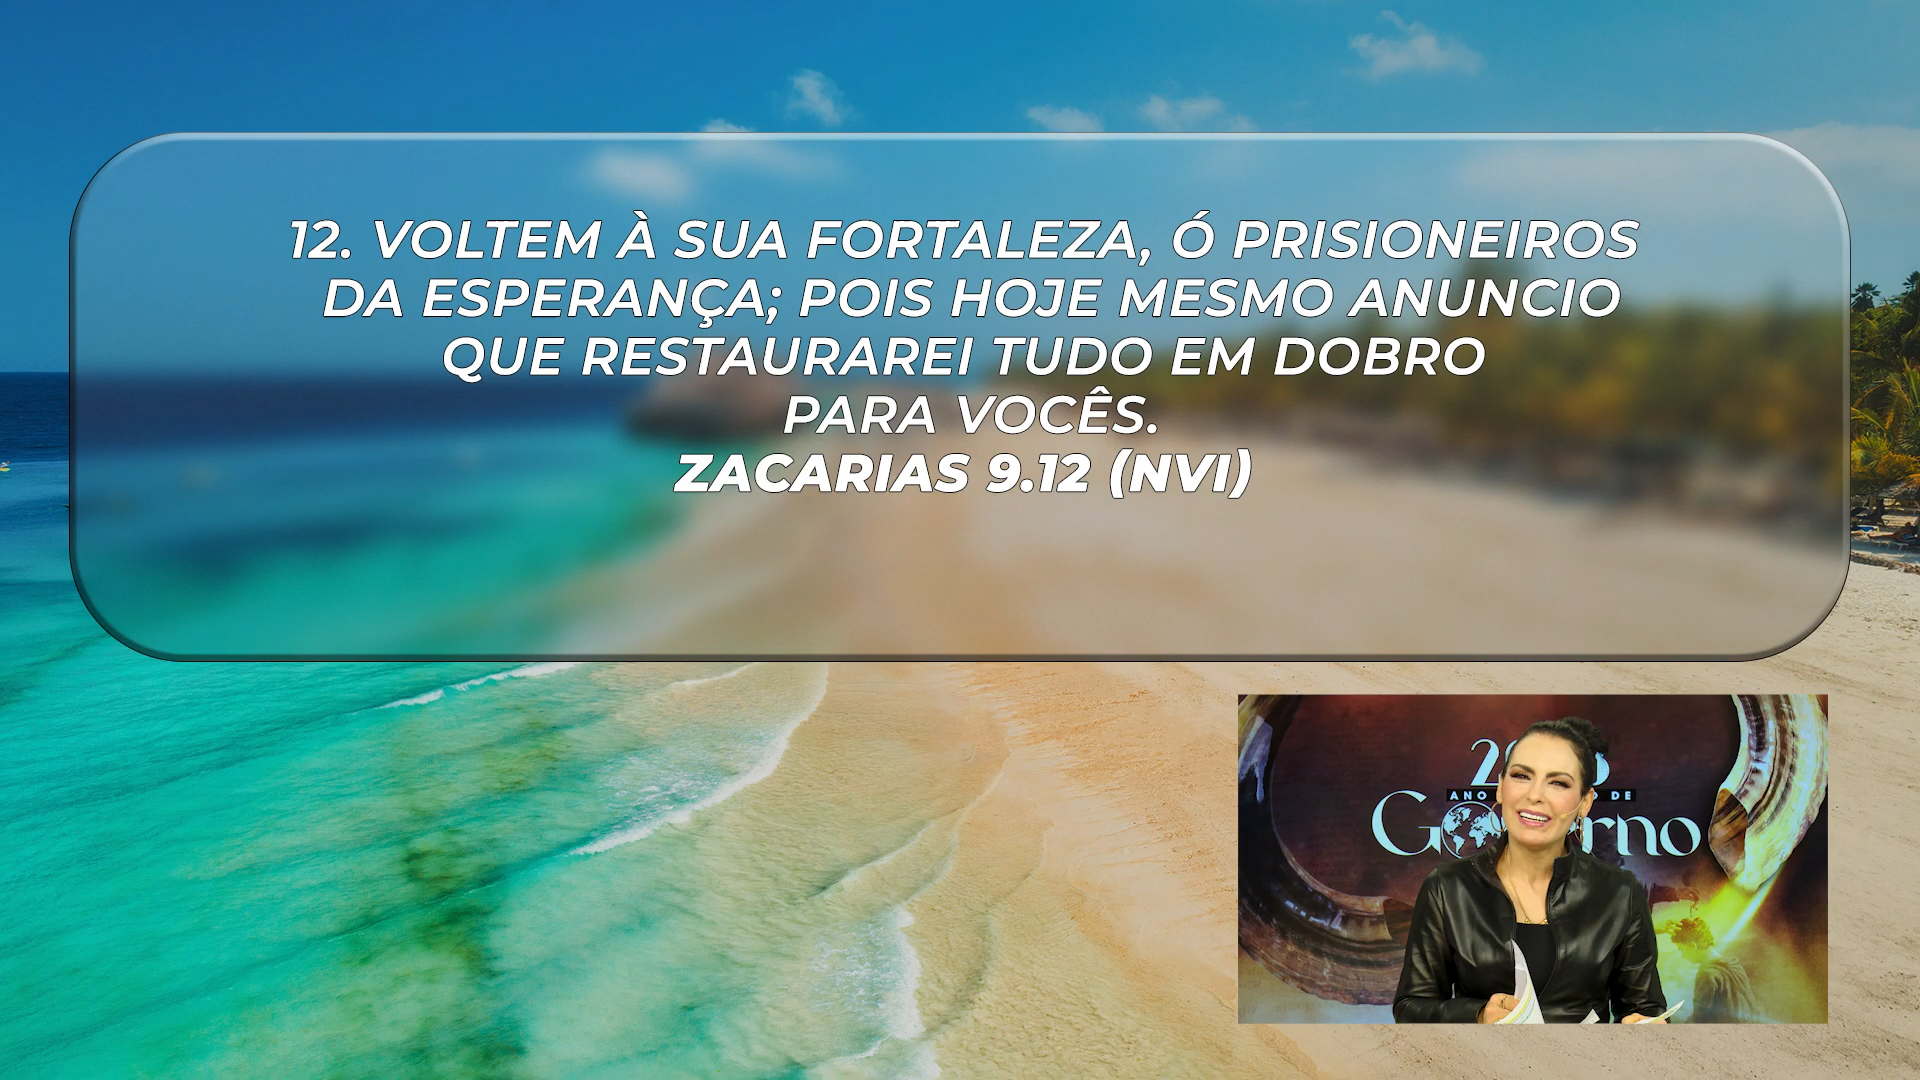 12. VOLTEM À SUA FORTALEZA, Ó PRISIONEIROS
DA ESPERANÇA; POIS HOJE MESMO ANUNCIO
QUE RESTAURAREI TUDO EM DOBRO
PARA VOCÊS.
ZACARIAS 9.12 (NVI)
ANO DE